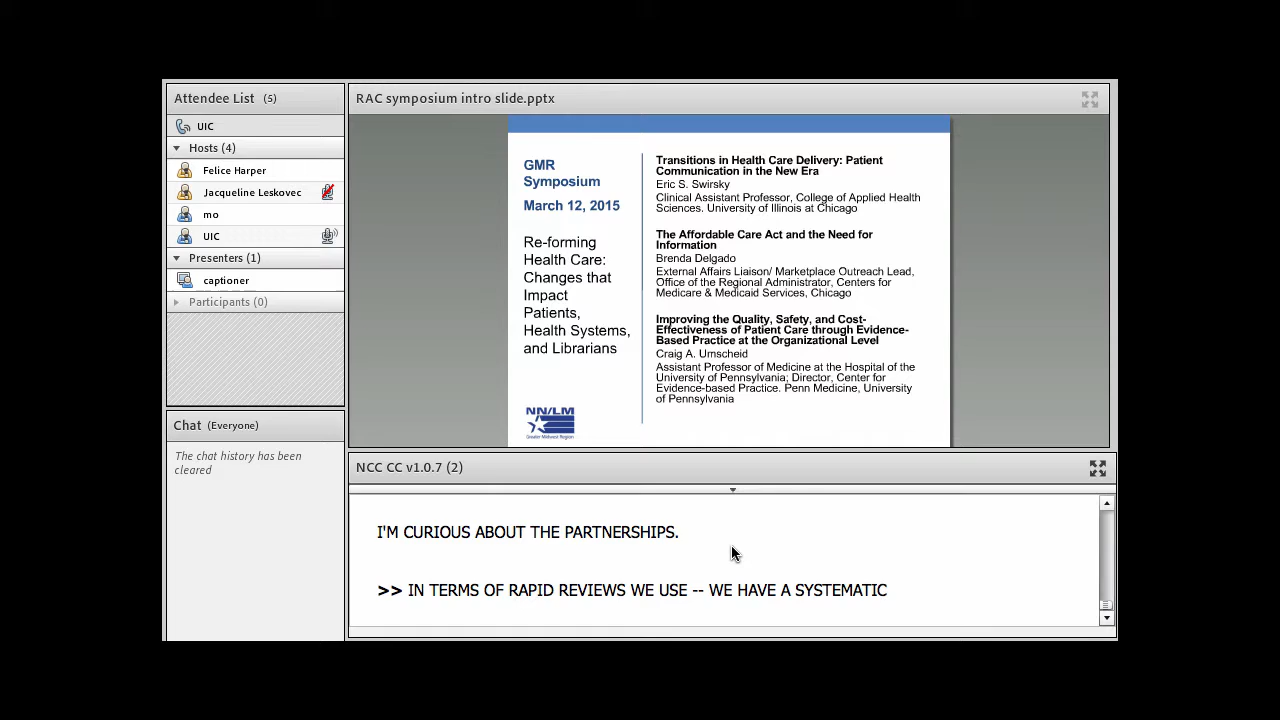 Attendee List (5)
UIC
Hosts (4)
Felice Harper
Jacqueline Leskovec
mo
UIC
Presenters (1)
captioner
Participants (0)
Chat (Everyone)
The chat history has been
cleared
RAC symposium intro slide.pptx
GMR
Symposium
March 12, 2015
Re-forming
Health Care:
Changes that
Impact
Patients,
Health Systems,
and Librarians
NN/LM
Greater Midwest Region
Transitions in Health Care Delivery: Patient
Communication in the New Era
Eric S. Swirsky
Clinical Assistant Professor, College of Applied Health
Sciences. University of Illinois at Chicago
The Affordable Care Act and the Need for
Information
Brenda Delgado
External Affairs Liaison/ Marketplace Outreach Lead,
Office of the Regional Administrator, Centers for
Medicare & Medicaid Services, Chicago
Improving the Quality, Safety, and Cost-
Effectiveness of Patient Care through Evidence-
Based Practice at the Organizational Level
Craig A. Umscheid
Assistant Professor of Medicine at the Hospital of the
University of Pennsylvania; Director, Center for
Evidence-based Practice. Penn Medicine, University
of Pennsylvania
NCC CC v1.0.7 (2)
I'M CURIOUS ABOUT THE PARTNERSHIPS.
>> IN TERMS OF RAPID REVIEWS WE USE -- WE HAVE A SYSTEMATIC